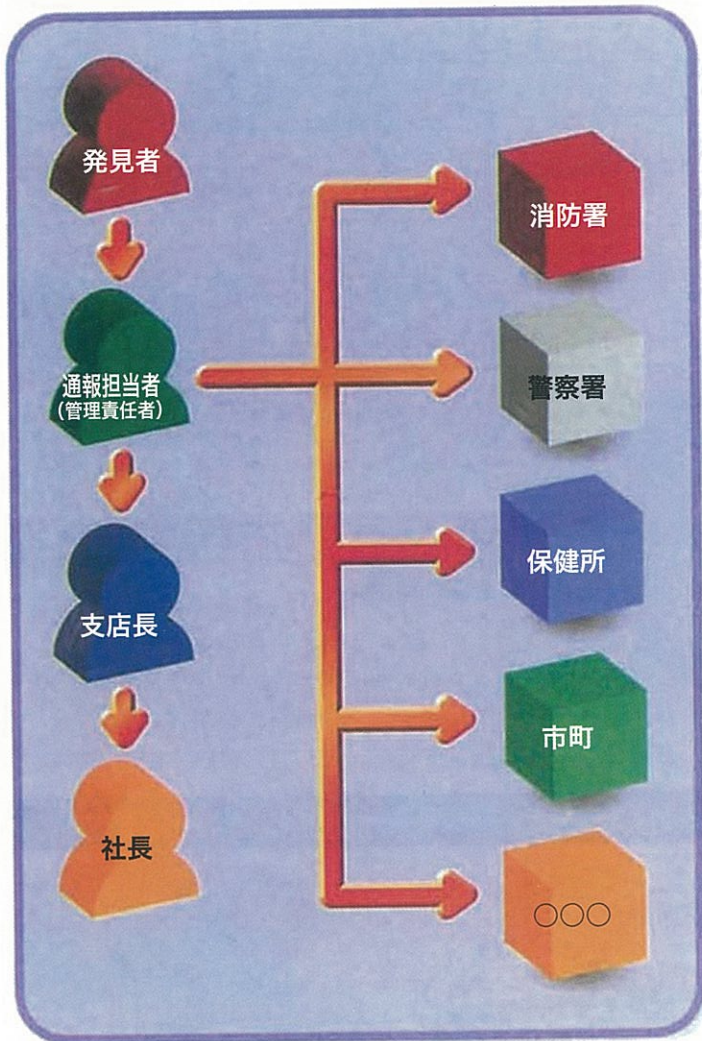 発見者
通報担当者
(管理責任者)
支店長
社長
消防署
警察署
保健所
市町
○○○